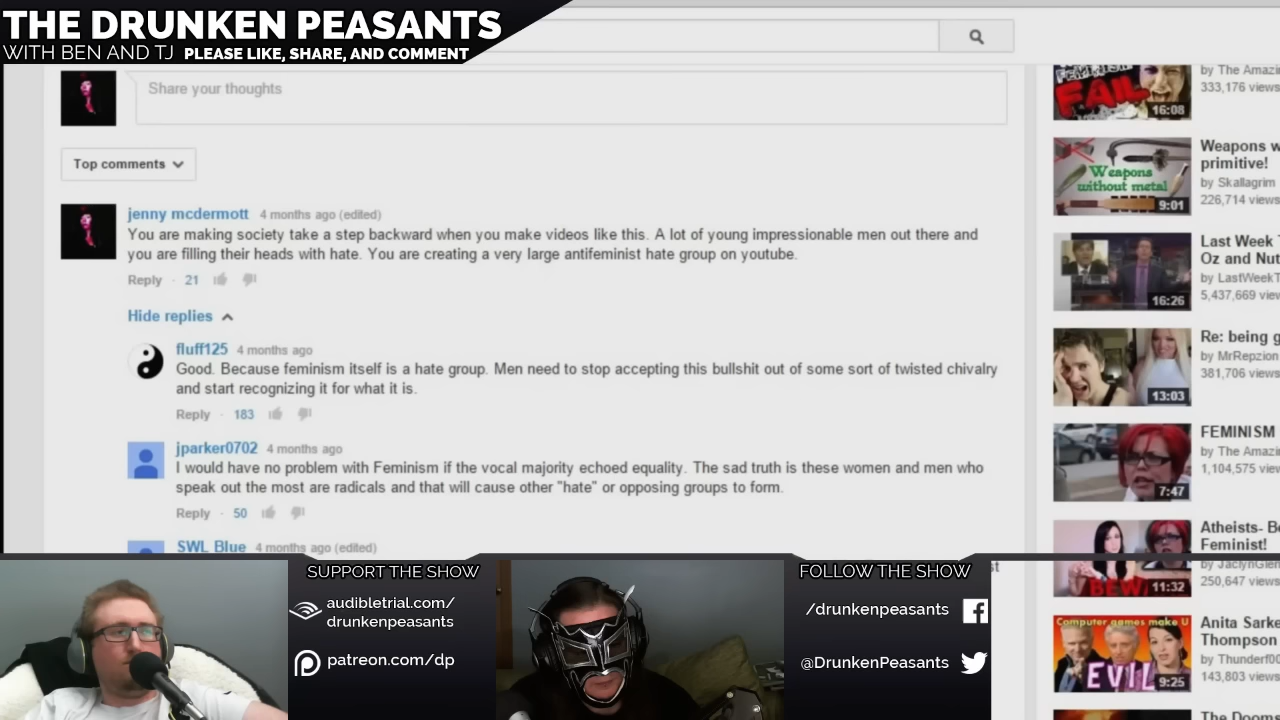 THE DRUNKEN PEASANTS
WITH BEN AND TJ PLEASE LIKE, SHARE, AND COMMENT
Share your thoughts
Top comments
jenny mcdermott 4 months ago (edited)
You are making society take a step backward when you make videos like this. A lot of young impressionable men out there and
you are filling their heads with hate. You are creating a very large antifeminist hate group on youtube.
Reply · 21
Hide replies
fluff125 4 months ago
Good. Because feminism itself is a hate group. Men need to stop accepting this bullshit out of some sort of twisted chivalry
and start recognizing it for what it is.
Reply · 183
jparker0702 4 months ago
I would have no problem with Feminism if the vocal majority echoed equality. The sad truth is these women and men who
speak out the most are radicals and that will cause other "hate" or opposing groups to form.
Reply · 50
SWL Blue 4 months ago (edited)
FAIL
16:08
by The Amazi
333,176 views
Weapons without metal
9:01
Weapons w
primitive!
by Skallagrim
226,714 views
16:26
Last Week T
Oz and Nut
by LastWeekT
5,437,669 view
13:03
Re: being g
by MrRepzion
381,706 views
7:47
FEMINISM
by The Amazi
1,104,575 view
11:32
Atheists- Be
Feminist!
by JaclynGlen
250,647 views
Computer games make U
EVIL
9:25
Anita Sarke
Thompson
by Thunderf00
143,803 views
The Dooms
SUPPORT THE SHOW
audibletrial.com/
drunkenpeasants
patreon.com/dp
FOLLOW THE SHOW
/drunkenpeasants
@DrunkenPeasants